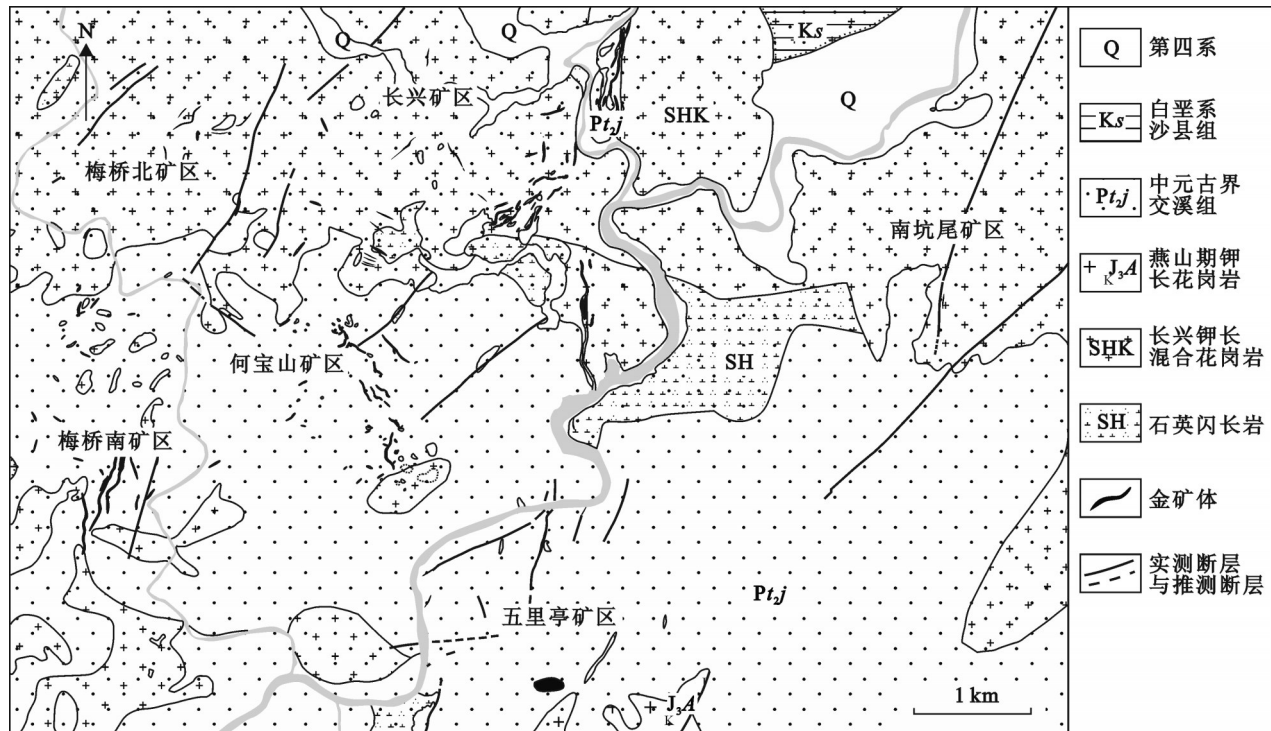 N
Q
Q
Ks
长兴矿区
Pt₂j
SHK
Q
梅桥北矿区
南坑尾矿区
何宝山矿区
SH
梅桥南矿区
五里亭矿区
Pt₂j
J₃A
K
1 km
Q 第四系
Ks 白垩系
沙县组
Pt₂j 中元古界
交溪组
J₃A 燕山期钾
K 长花岗岩
SHK 长兴钾长
混合花岗岩
SH 石英闪长岩
金矿体
实测断层
与推测断层